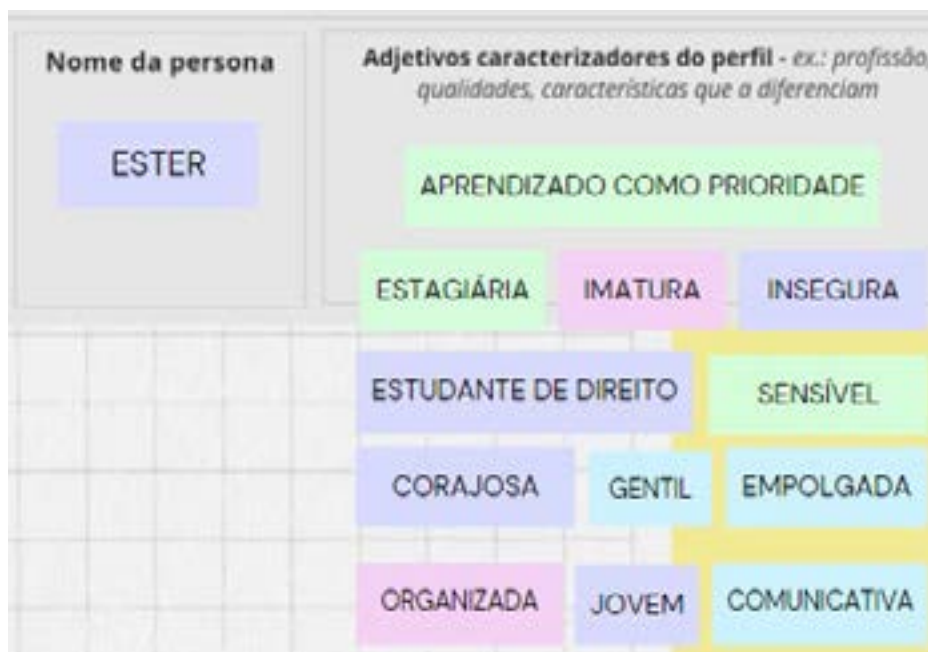 Nome da persona
ESTER
Adjetivos caracterizadores do perfil - ex.: profissão,
qualidades, características que a diferenciam
APRENDIZADO COMO PRIORIDADE
ESTAGIÁRIA IMATURA INSEGURA
ESTUDANTE DE DIREITO SENSÍVEL
CORAJOSA GENTIL EMPOLGADA
ORGANIZADA JOVEM COMUNICATIVA